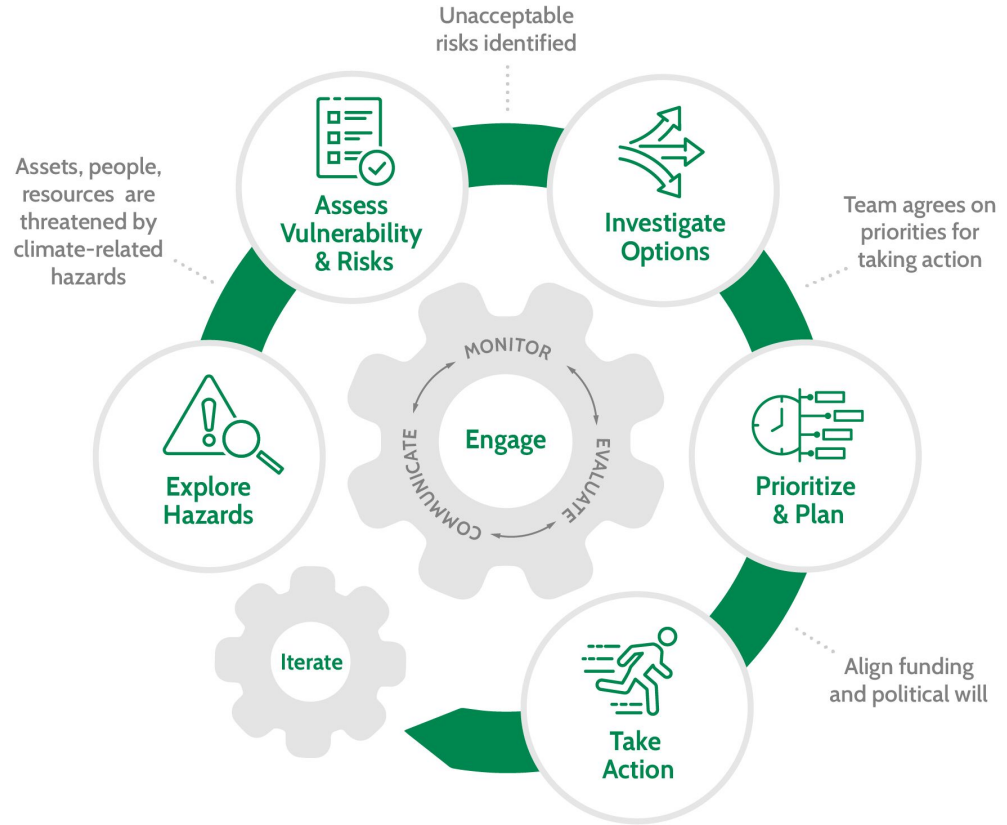 Unacceptable
risks identified
Assess
Vulnerability
& Risks
Investigate
Options
Assets, people,
resources are
threatened by
climate-related
hazards
Team agrees on
priorities for
taking action
MONITOR
EVALUATE
COMMUNICATE
Engage
Explore
Hazards
Prioritize
& Plan
Iterate
Align funding
and political will
Take
Action